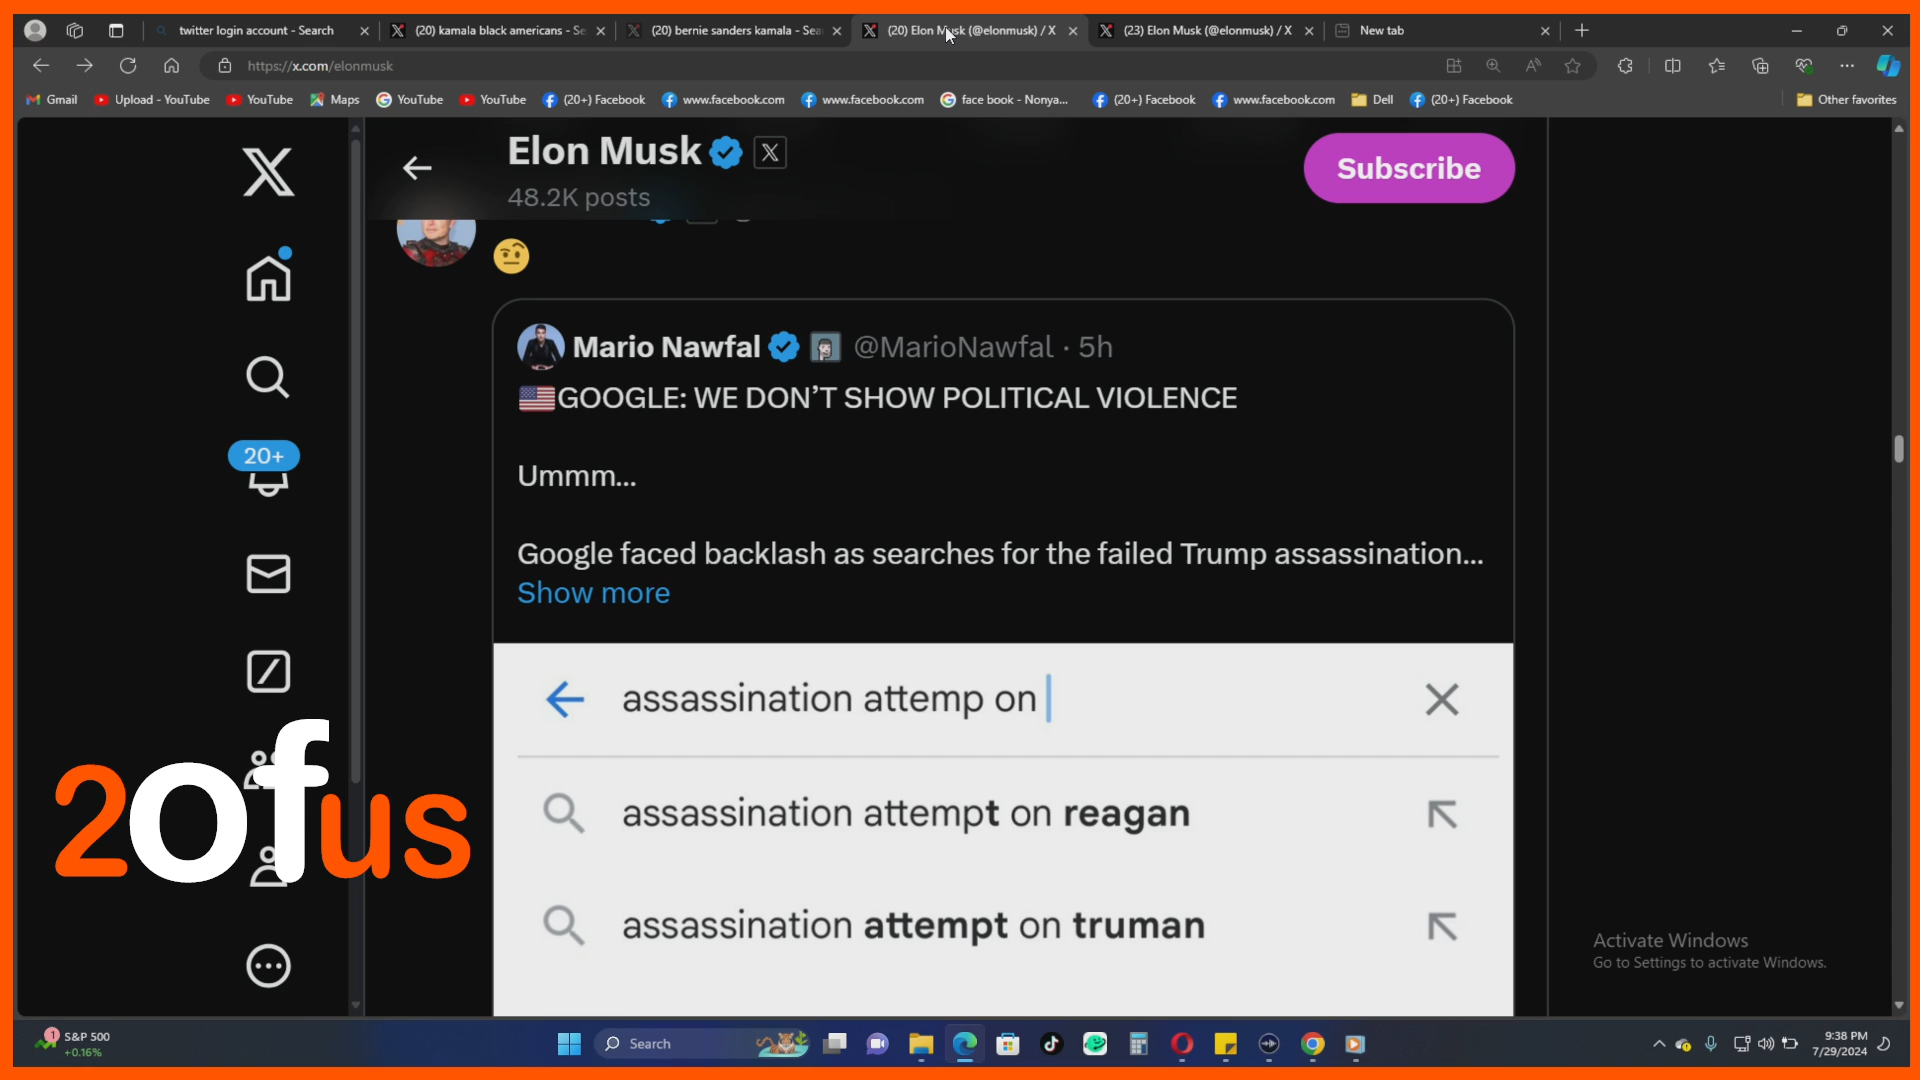 twitter login account - Search
(20) kamala black americans - Se
(20) bernie sanders kamala - Sea
(20) Elon Musk (@elonmusk) / X
(23) Elon Musk (@elonmusk) / X
New tab
https://x.com/elonmusk
Gmail
Upload - YouTube
YouTube
Maps
YouTube
YouTube
(20+) Facebook
www.facebook.com
www.facebook.com
face book - Nonya...
(20+) Facebook
www.facebook.com
Dell
(20+) Facebook
Other favorites
Elon Musk
48.2K posts
Subscribe
Mario Nawfal @MarioNawfal · 5h
GOOGLE: WE DON’T SHOW POLITICAL VIOLENCE
Ummm...
Google faced backlash as searches for the failed Trump assassination...
Show more
20+
assassination attemp on
assassination attempt on reagan
assassination attempt on truman
2ofus
Activate Windows
Go to Settings to activate Windows.
1
S&P 500
+0.16%
Search
9:38 PM
7/29/2024